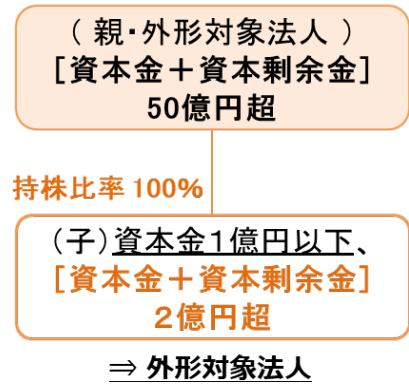 （ 親・外形対象法人 ）
［資本金＋資本剰余金］
50億円超
持株比率 100%
（子）資本金１億円以下、
［資本金＋資本剰余金］
２億円超
⇒ 外形対象法人